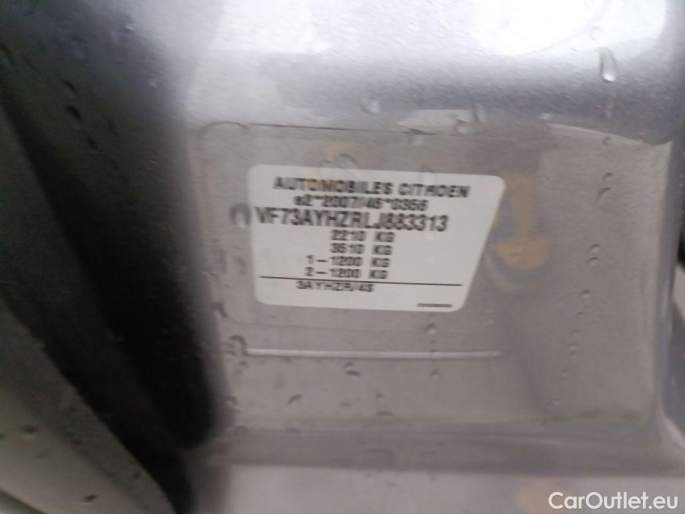 AUTOMOBILES CITROEN
e2*2007/46*0356
VF73AYHZRLJ883313
2210 KG
3510 KG
1-1200 KG
2-1200 KG
3AYHZR/4S
CarOutlet.eu